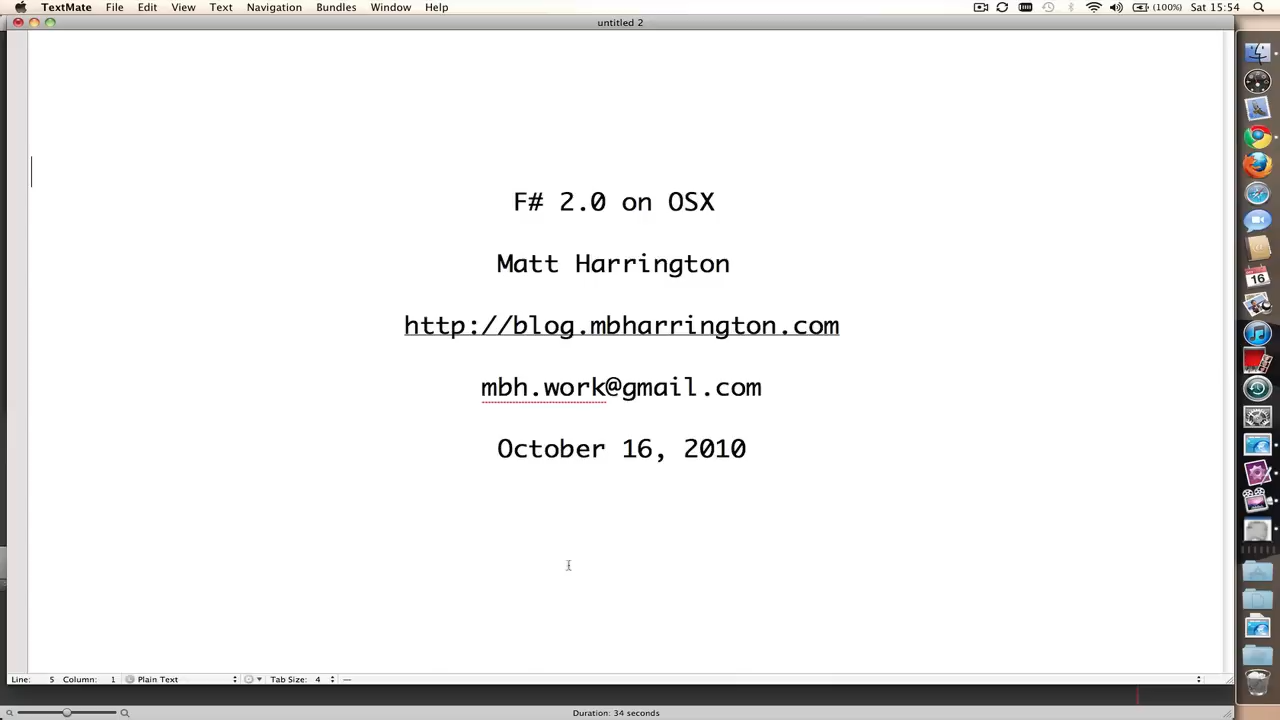 TextMate File Edit View Text Navigation Bundles Window Help (100%) Sat 15:54
untitled 2
F# 2.0 on OSX
Matt Harrington
http://blog.mbharrington.com
mbh.work@gmail.com
October 16, 2010
16
Line: 5 Column: 1 Plain Text Tab Size: 4 —
Duration: 34 seconds